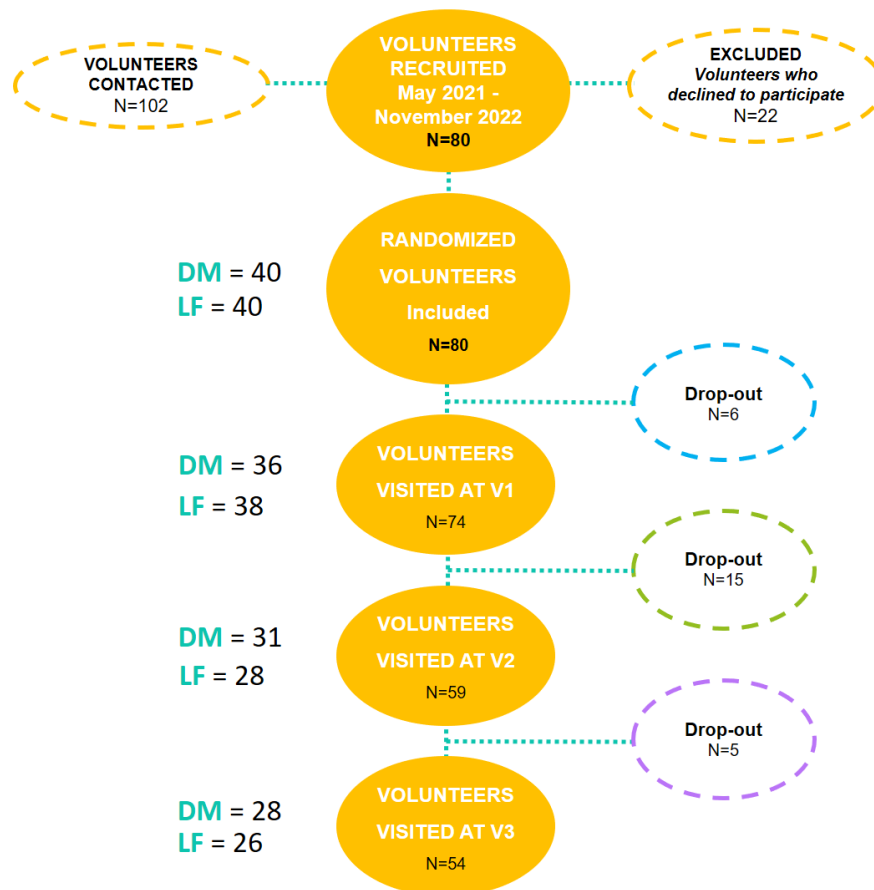 VOLUNTEERS
CONTACTED
N=102
VOLUNTEERS
RECRUITED
May 2021 -
November 2022
N=80
EXCLUDED
Volunteers who
declined to participate
N=22
DM = 40
LF = 40
RANDOMIZED
VOLUNTEERS
Included
N=80
Drop-out
N=6
DM = 36
LF = 38
VOLUNTEERS
VISITED AT V1
N=74
Drop-out
N=15
DM = 31
LF = 28
VOLUNTEERS
VISITED AT V2
N=59
Drop-out
N=5
DM = 28
LF = 26
VOLUNTEERS
VISITED AT V3
N=54